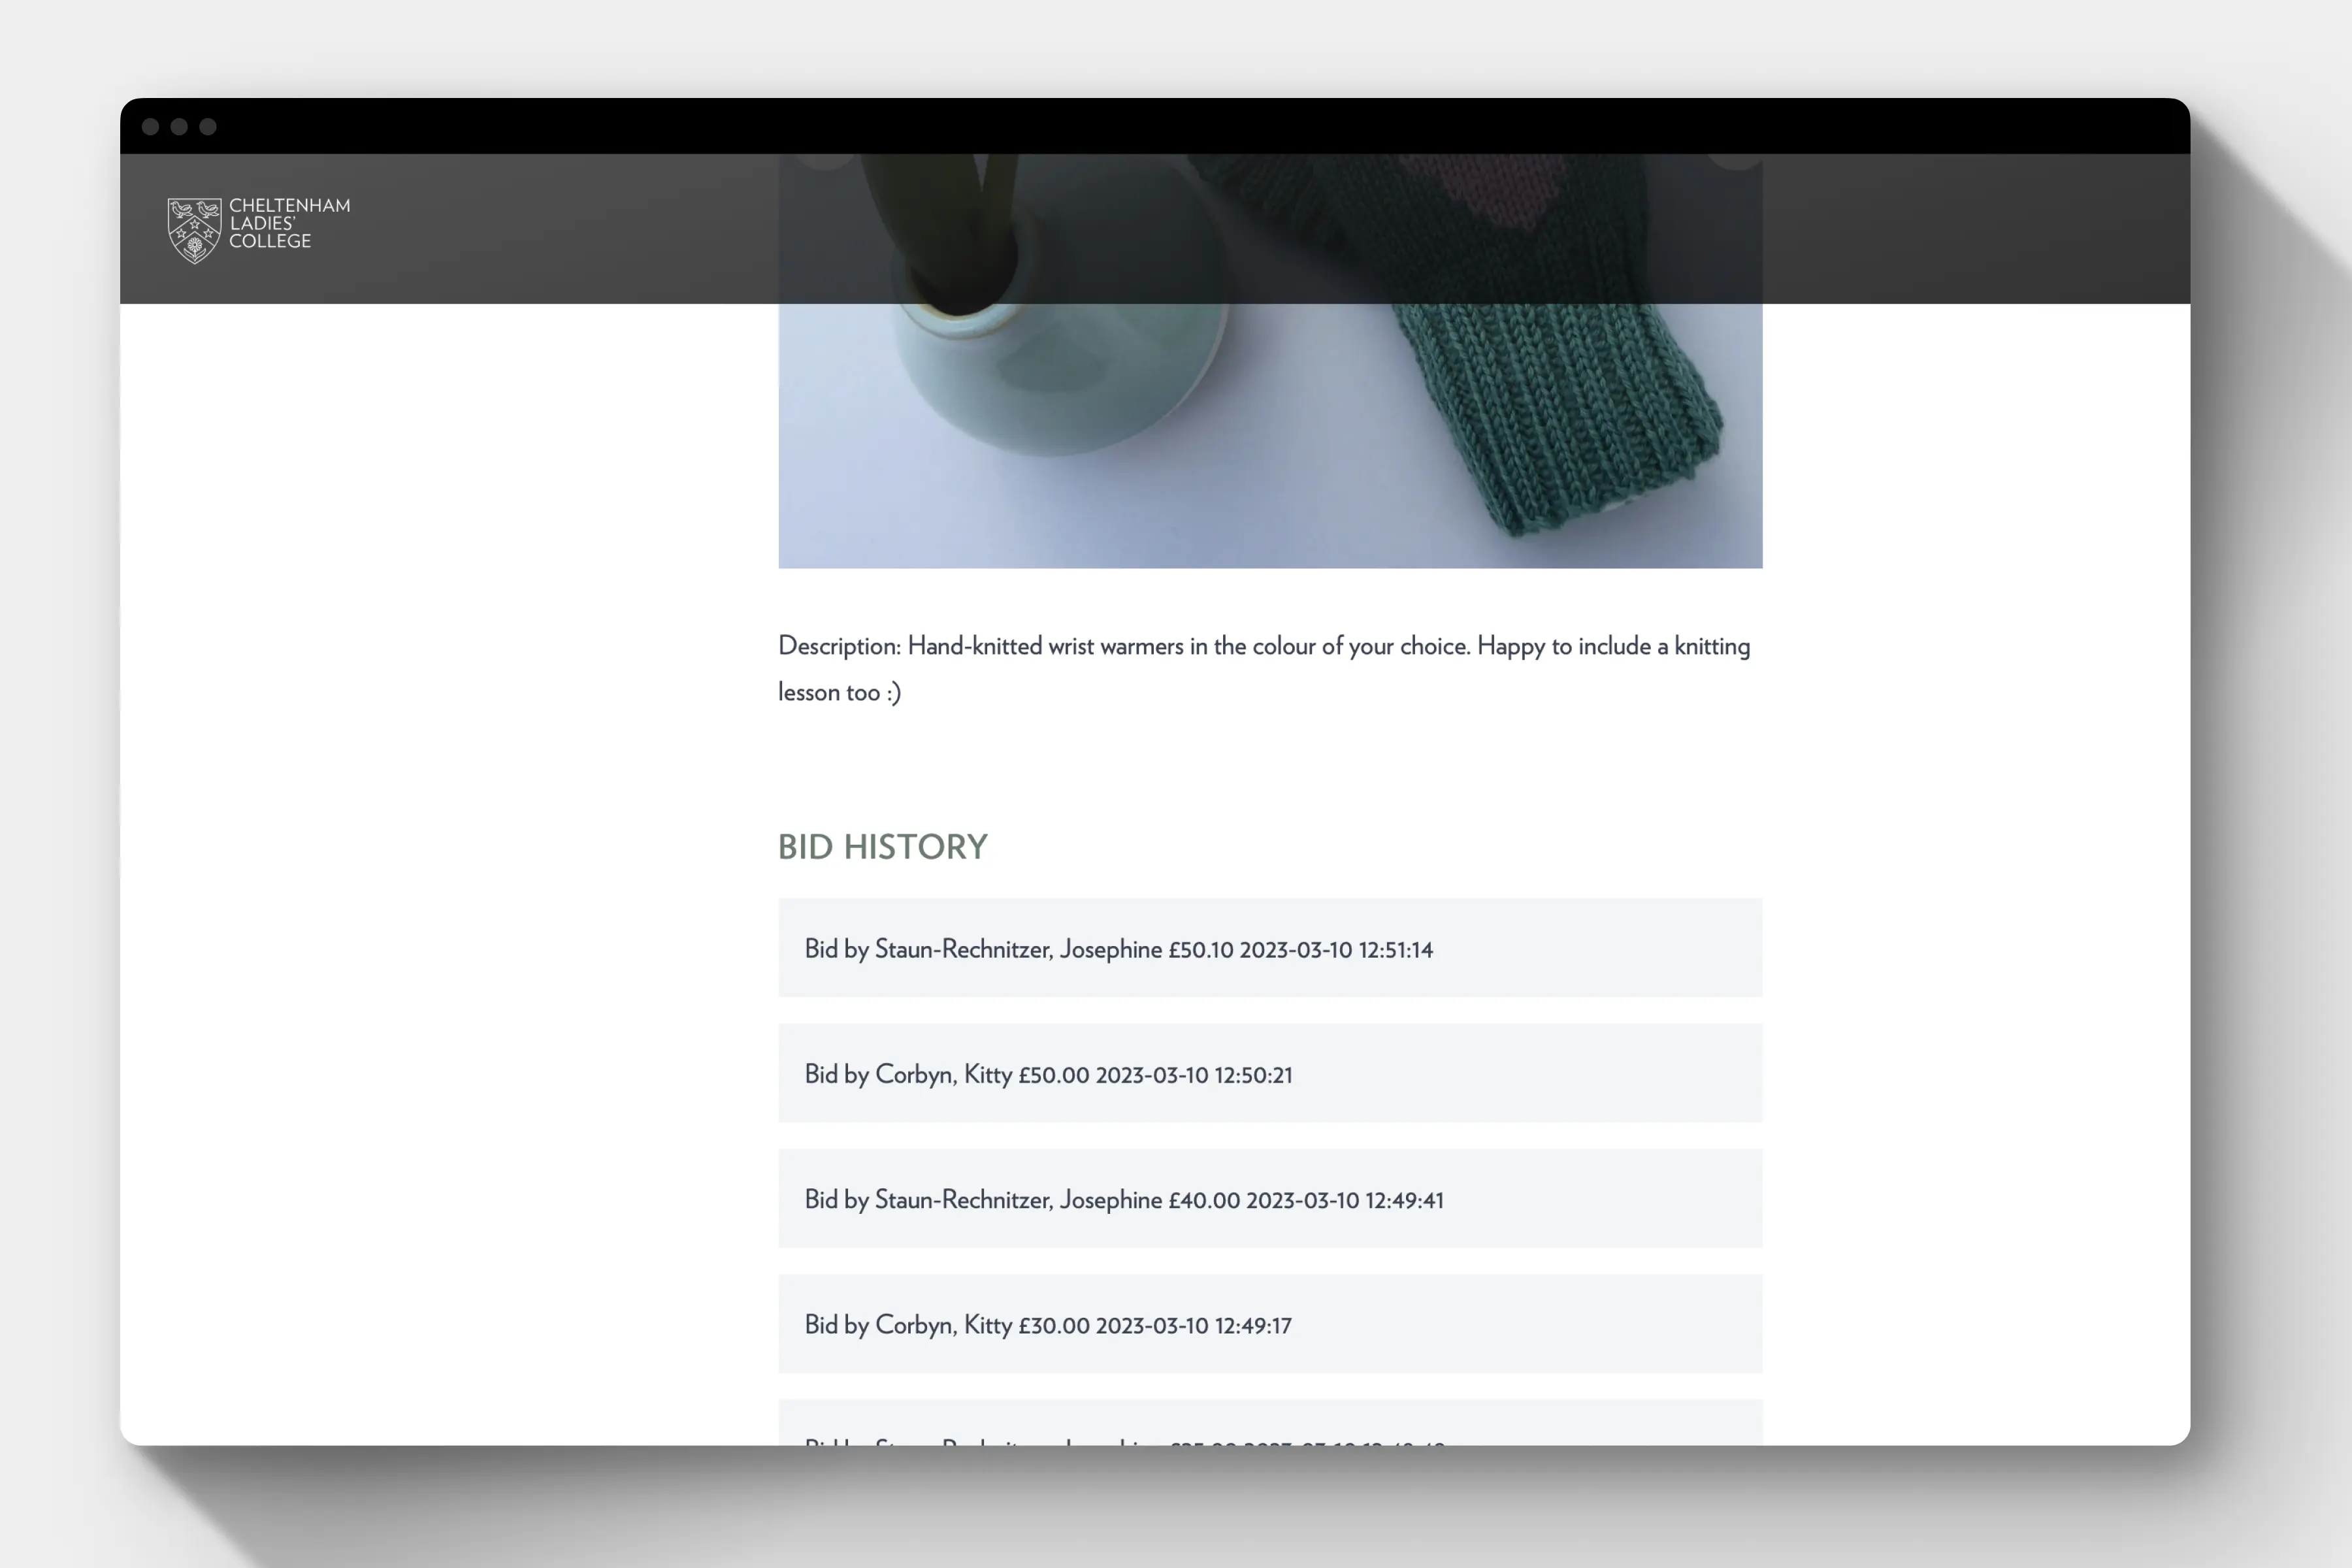 CHELTENHAM
LADIES'
COLLEGE
Description: Hand-knitted wrist warmers in the colour of your choice. Happy to include a knitting
lesson too :)
BID HISTORY
Bid by Staun-Rechnitzer, Josephine £50.10 2023-03-10 12:51:14
Bid by Corbyn, Kitty £50.00 2023-03-10 12:50:21
Bid by Staun-Rechnitzer, Josephine £40.00 2023-03-10 12:49:41
Bid by Corbyn, Kitty £30.00 2023-03-10 12:49:17